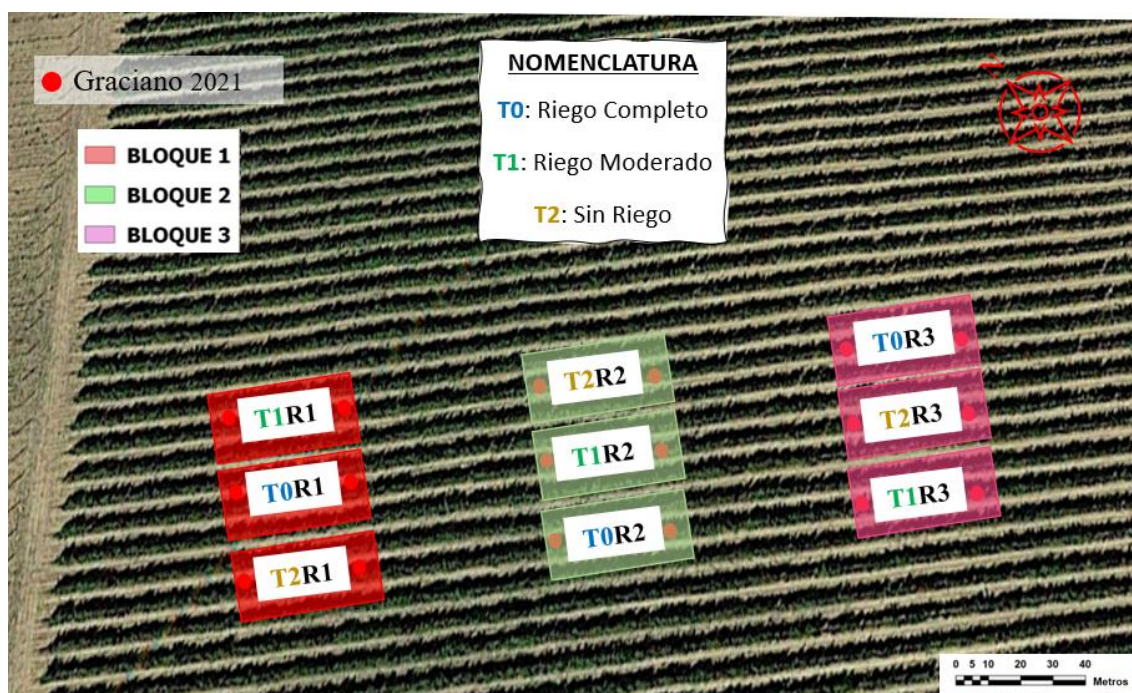 Graciano 2021
BLOQUE 1
BLOQUE 2
BLOQUE 3
NOMENCLATURA
T0: Riego Completo
T1: Riego Moderado
T2: Sin Riego
N
T1R1
T0R1
T2R1
T2R2
T1R2
T0R2
T0R3
T2R3
T1R3
0 5 10 20 30 40
Metros